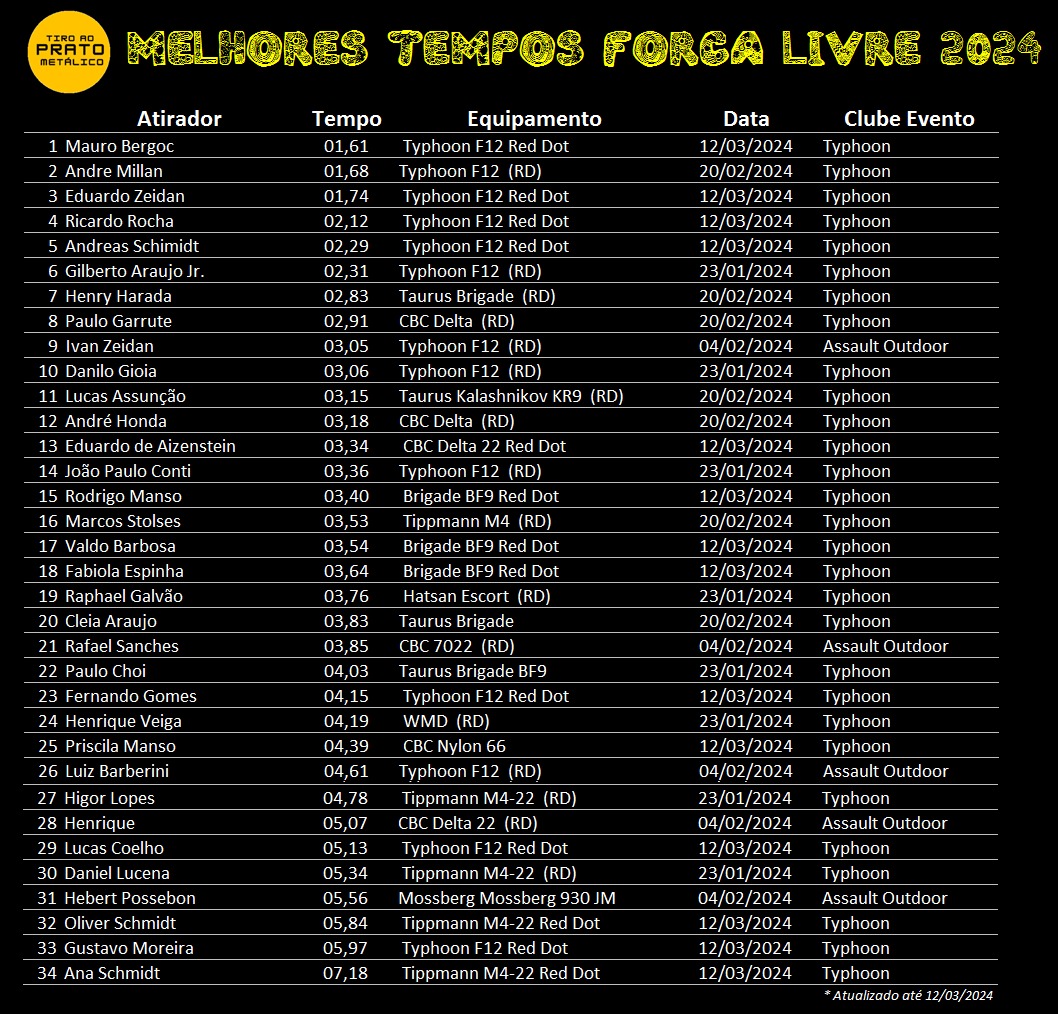 TIRO AO
PRATO
METÁLICO
MELHORES TEMPOS FORCA LIVRE 2024
Atirador Tempo Equipamento Data Clube Evento
1 Mauro Bergoc 01,61 Typhoon F12 Red Dot 12/03/2024 Typhoon
2 Andre Millan 01,68 Typhoon F12 (RD) 20/02/2024 Typhoon
3 Eduardo Zeidan 01,74 Typhoon F12 Red Dot 12/03/2024 Typhoon
4 Ricardo Rocha 02,12 Typhoon F12 Red Dot 12/03/2024 Typhoon
5 Andreas Schimidt 02,29 Typhoon F12 Red Dot 12/03/2024 Typhoon
6 Gilberto Araujo Jr. 02,31 Typhoon F12 (RD) 23/01/2024 Typhoon
7 Henry Harada 02,83 Taurus Brigade (RD) 20/02/2024 Typhoon
8 Paulo Garrute 02,91 CBC Delta (RD) 20/02/2024 Typhoon
9 Ivan Zeidan 03,05 Typhoon F12 (RD) 04/02/2024 Assault Outdoor
10 Danilo Gioia 03,06 Typhoon F12 (RD) 23/01/2024 Typhoon
11 Lucas Assunção 03,15 Taurus Kalashnikov KR9 (RD) 20/02/2024 Typhoon
12 André Honda 03,18 CBC Delta (RD) 20/02/2024 Typhoon
13 Eduardo de Aizenstein 03,34 CBC Delta 22 Red Dot 12/03/2024 Typhoon
14 João Paulo Conti 03,36 Typhoon F12 (RD) 23/01/2024 Typhoon
15 Rodrigo Manso 03,40 Brigade BF9 Red Dot 12/03/2024 Typhoon
16 Marcos Stolses 03,53 Tippmann M4 (RD) 20/02/2024 Typhoon
17 Valdo Barbosa 03,54 Brigade BF9 Red Dot 12/03/2024 Typhoon
18 Fabiola Espinha 03,64 Brigade BF9 Red Dot 12/03/2024 Typhoon
19 Raphael Galvão 03,76 Hatsan Escort (RD) 23/01/2024 Typhoon
20 Cleia Araujo 03,83 Taurus Brigade 20/02/2024 Typhoon
21 Rafael Sanches 03,85 CBC 7022 (RD) 04/02/2024 Assault Outdoor
22 Paulo Choi 04,03 Taurus Brigade BF9 23/01/2024 Typhoon
23 Fernando Gomes 04,15 Typhoon F12 Red Dot 12/03/2024 Typhoon
24 Henrique Veiga 04,19 WMD (RD) 23/01/2024 Typhoon
25 Priscila Manso 04,39 CBC Nylon 66 12/03/2024 Typhoon
26 Luiz Barberini 04,61 Typhoon F12 (RD) 04/02/2024 Assault Outdoor
27 Higor Lopes 04,78 Tippmann M4-22 (RD) 23/01/2024 Typhoon
28 Henrique 05,07 CBC Delta 22 (RD) 04/02/2024 Assault Outdoor
29 Lucas Coelho 05,13 Typhoon F12 Red Dot 12/03/2024 Typhoon
30 Daniel Lucena 05,34 Tippmann M4-22 (RD) 23/01/2024 Typhoon
31 Hebert Possebon 05,56 Mossberg Mossberg 930 JM 04/02/2024 Assault Outdoor
32 Oliver Schmidt 05,84 Tippmann M4-22 Red Dot 12/03/2024 Typhoon
33 Gustavo Moreira 05,97 Typhoon F12 Red Dot 12/03/2024 Typhoon
34 Ana Schmidt 07,18 Tippmann M4-22 Red Dot 12/03/2024 Typhoon
* Atualizado até 12/03/2024